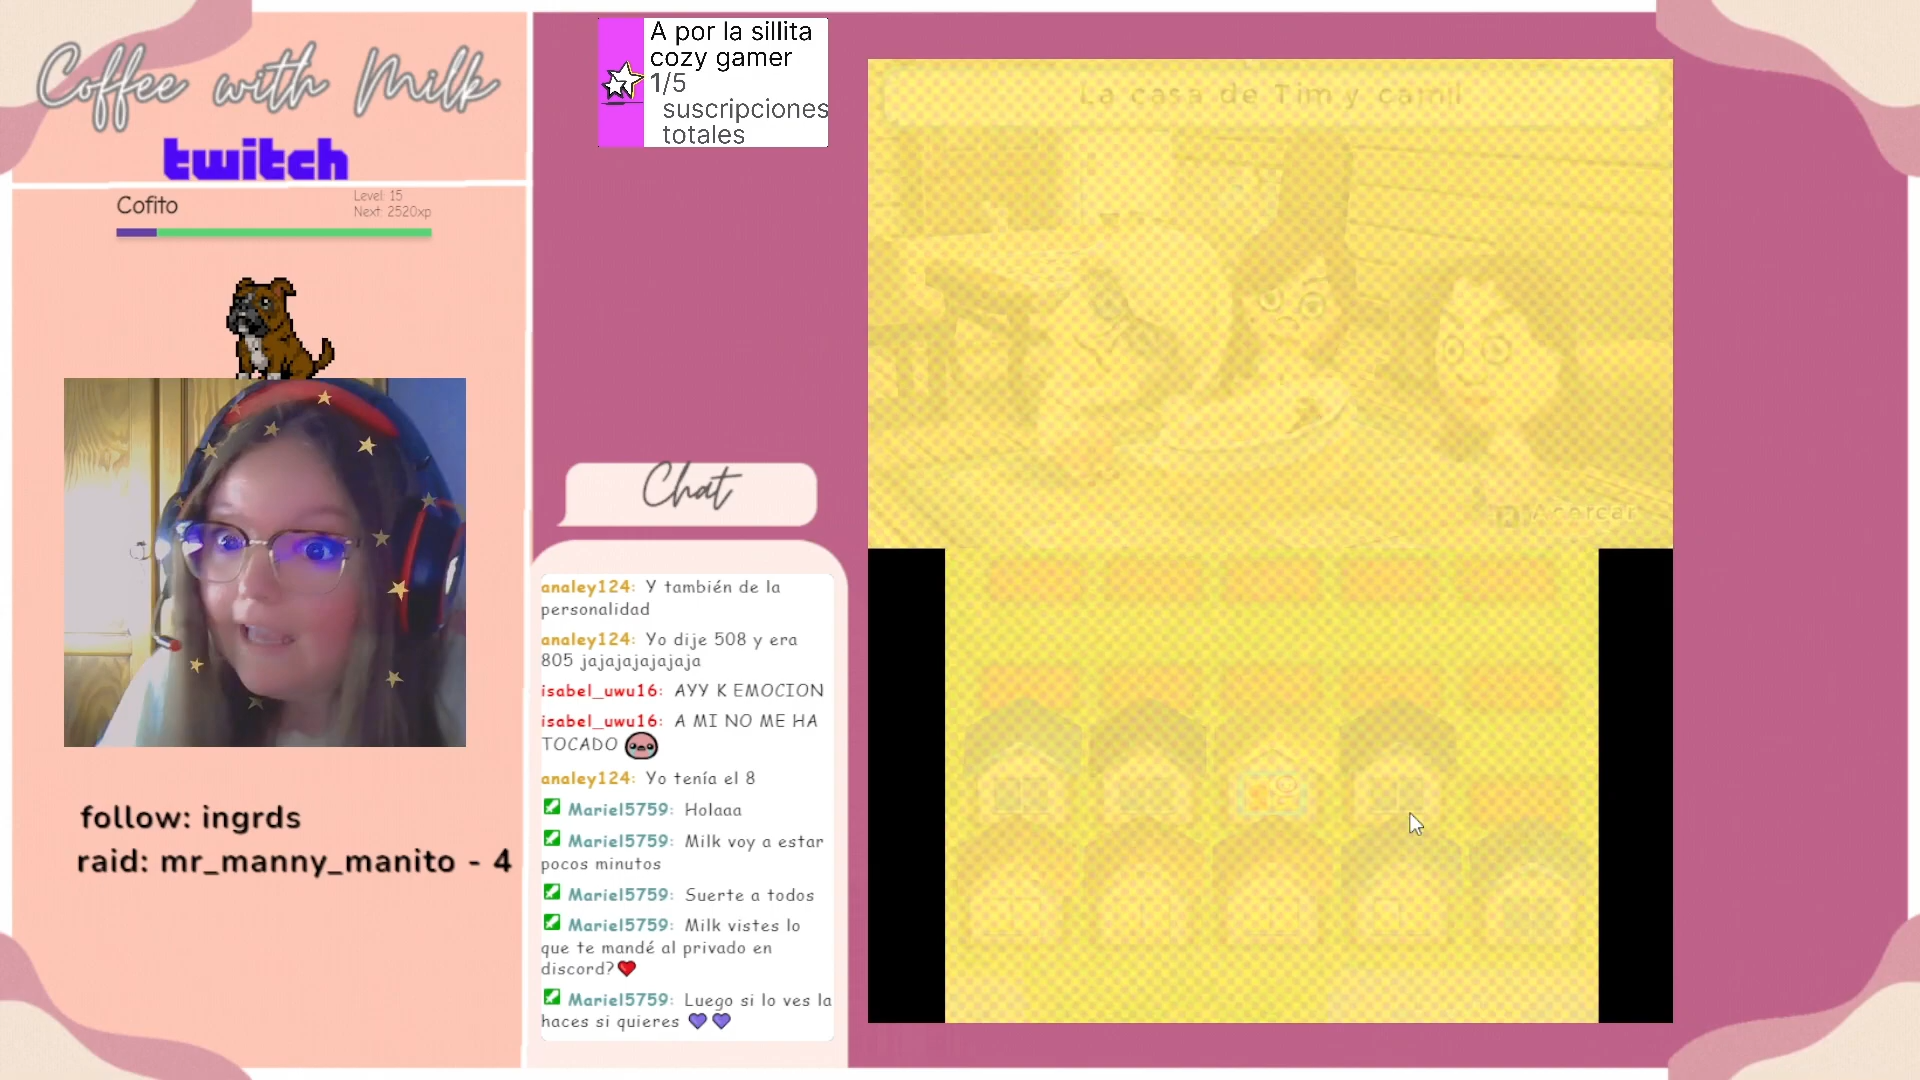 Coffee with Milk
twitch
Cofito
Level: 15
Next: 2520xp
follow: ingrds
raid: mr_manny_manito - 4
A por la sillita
cozy gamer
1/5
suscripciones
totales
Chat
analey124: Y también de la
personalidad
analey124: Yo dije 508 y era
805 jajajajajajaja
isabel_uwu16: AYY K EMOCION
isabel_uwu16: A MI NO ME HA
TOCADO
analey124: Yo tenía el 8
Mariel5759: Holaaa
Mariel5759: Milk voy a estar
pocos minutos
Mariel5759: Suerte a todos
Mariel5759: Milk vistes lo
que te mandé al privado en
discord?
Mariel5759: Luego si lo ves la
haces si quieres
La casa de Timy Camil
Acercar